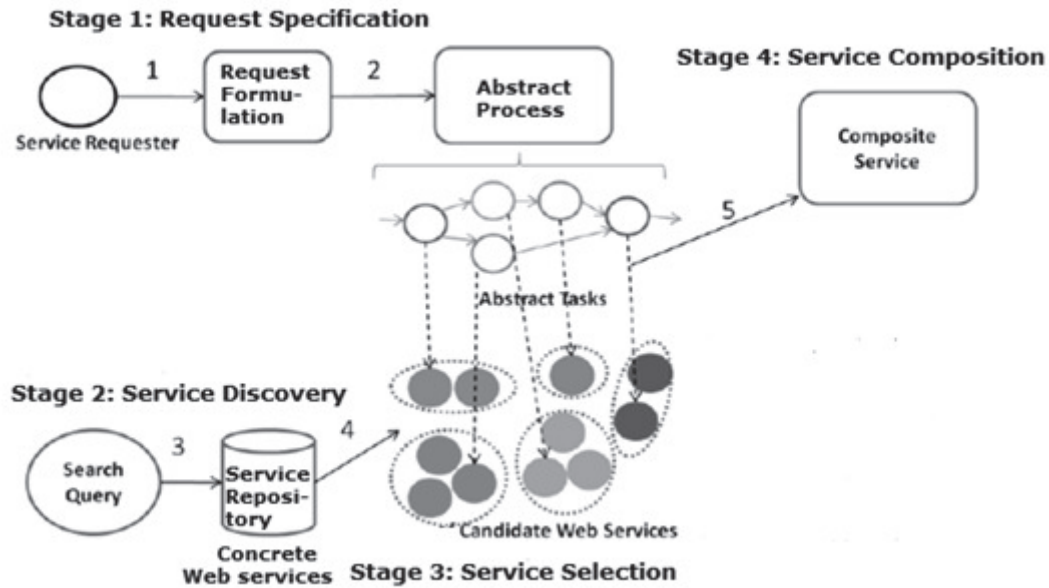 Stage 1: Request Specification
1
2
Request
Formu-
lation
Abstract
Process
Service Requester
Stage 4: Service Composition
Composite
Service
5
Abstract Tasks
Stage 2: Service Discovery
3
4
Search
Query
Service
Reposi-
tory
Candidate Web Services
Concrete
Web services
Stage 3: Service Selection